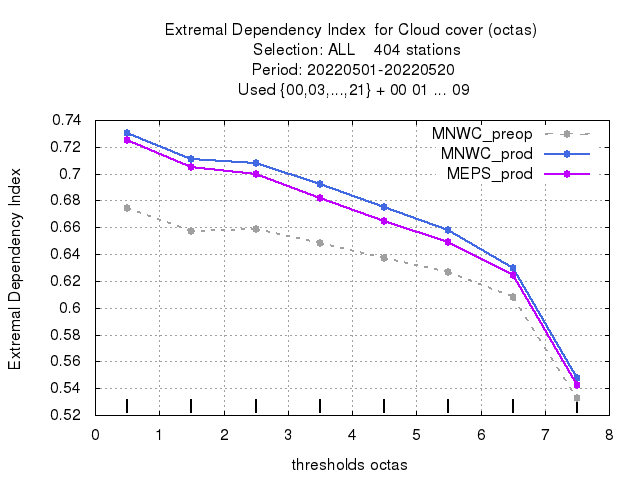 Extremal Dependency Index  for Cloud cover (octas)
Selection: ALL    404 stations
Period: 20220501-20220520
Used {00,03,...,21} + 00 01 ... 09
MNWC_preop
MNWC_prod
MEPS_prod
Extremal Dependency Index
0.74
0.72
0.7
0.68
0.66
0.64
0.62
0.6
0.58
0.56
0.54
0.52
0 1 2 3 4 5 6 7 8
thresholds octas